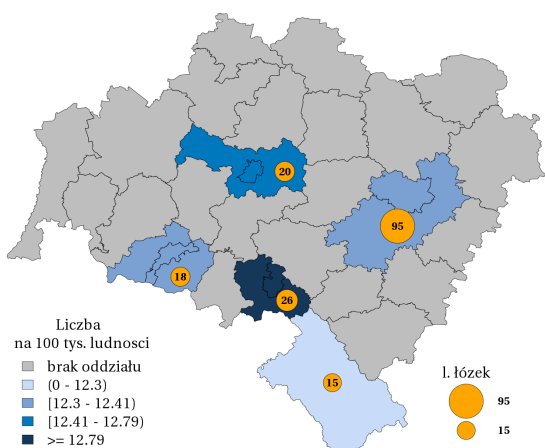 20
95
18
26
15
Liczba
na 100 tys. ludnosci
brak oddziału
(0 - 12.3)
[12.3 - 12.41)
[12.41 - 12.79)
>= 12.79
l. łózek
95
15